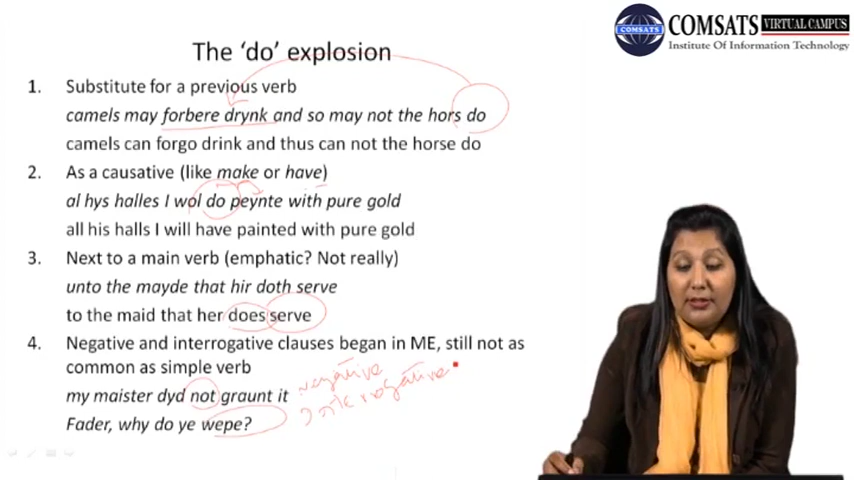 COMSATS
COMSATS VIRTUAL CAMPUS
Institute Of Information Technology
The ‘do’ explosion
1. Substitute for a previous verb
camels may forbere drynk and so may not the hors do
camels can forgo drink and thus can not the horse do
2. As a causative (like make or have)
al hys halles I wol do peynte with pure gold
all his halls I will have painted with pure gold
3. Next to a main verb (emphatic? Not really)
unto the mayde that hir doth serve
to the maid that her does serve
4. Negative and interrogative clauses began in ME, still not as
common as simple verb
my maister dyd not graunt it
negative
Fader, why do ye wepe?